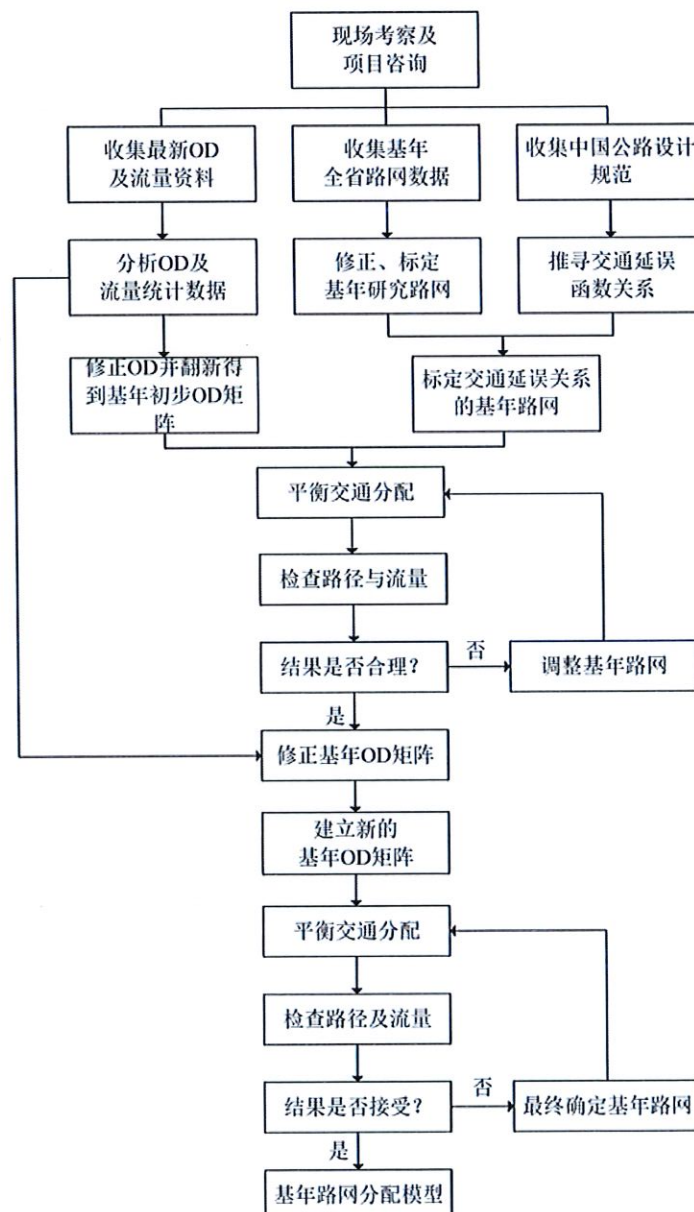 现场考察及
项目咨询
收集最新OD
及流量资料
收集基年
全省路网数据
收集中国公路设计
规范
分析OD及
流量统计数据
修正、标定
基年研究路网
推寻交通延误
函数关系
修正OD并翻新得
到基年初步OD矩
阵
标定交通延误关系
的基年路网
平衡交通分配
检查路径与流量
结果是否合理?
否
调整基年路网
是
修正基年OD矩阵
建立新的
基年OD矩阵
平衡交通分配
检查路径及流量
结果是否接受?
否
最终确定基年路网
是
基年路网分配模型